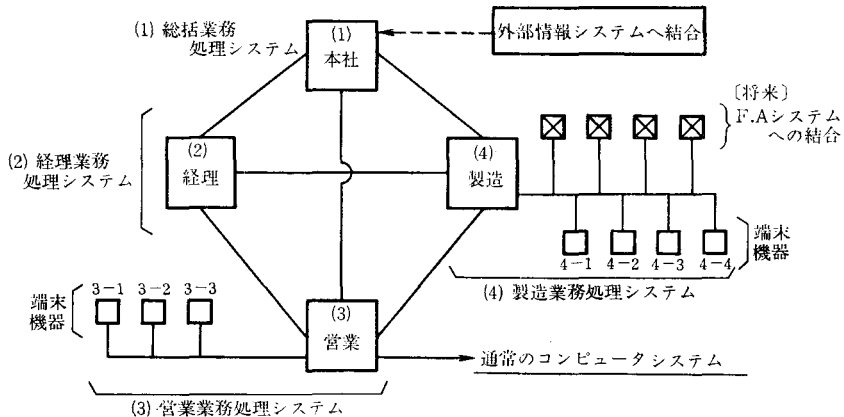 (1) 総括業務
処理システム
(1)
本社
外部情報システムへ結合
〔将来〕
F.Aシステム
への結合
(2) 経理業務
処理システム
(2)
経理
(4)
製造
4-1 4-2 4-3 4-4
端末
機器
(4) 製造業務処理システム
3-1 3-2 3-3
端末
機器
(3)
営業
通常のコンピュータシステム
(3) 営業業務処理システム